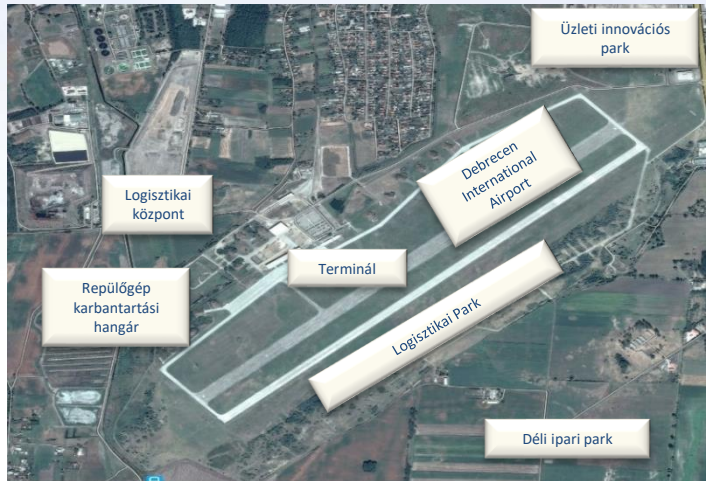 Üzleti innovációs
park
Debrecen
International
Airport
Logisztikai
központ
Terminál
Repülőgép
karbantartási
hangár
Logisztikai Park
Déli ipari park